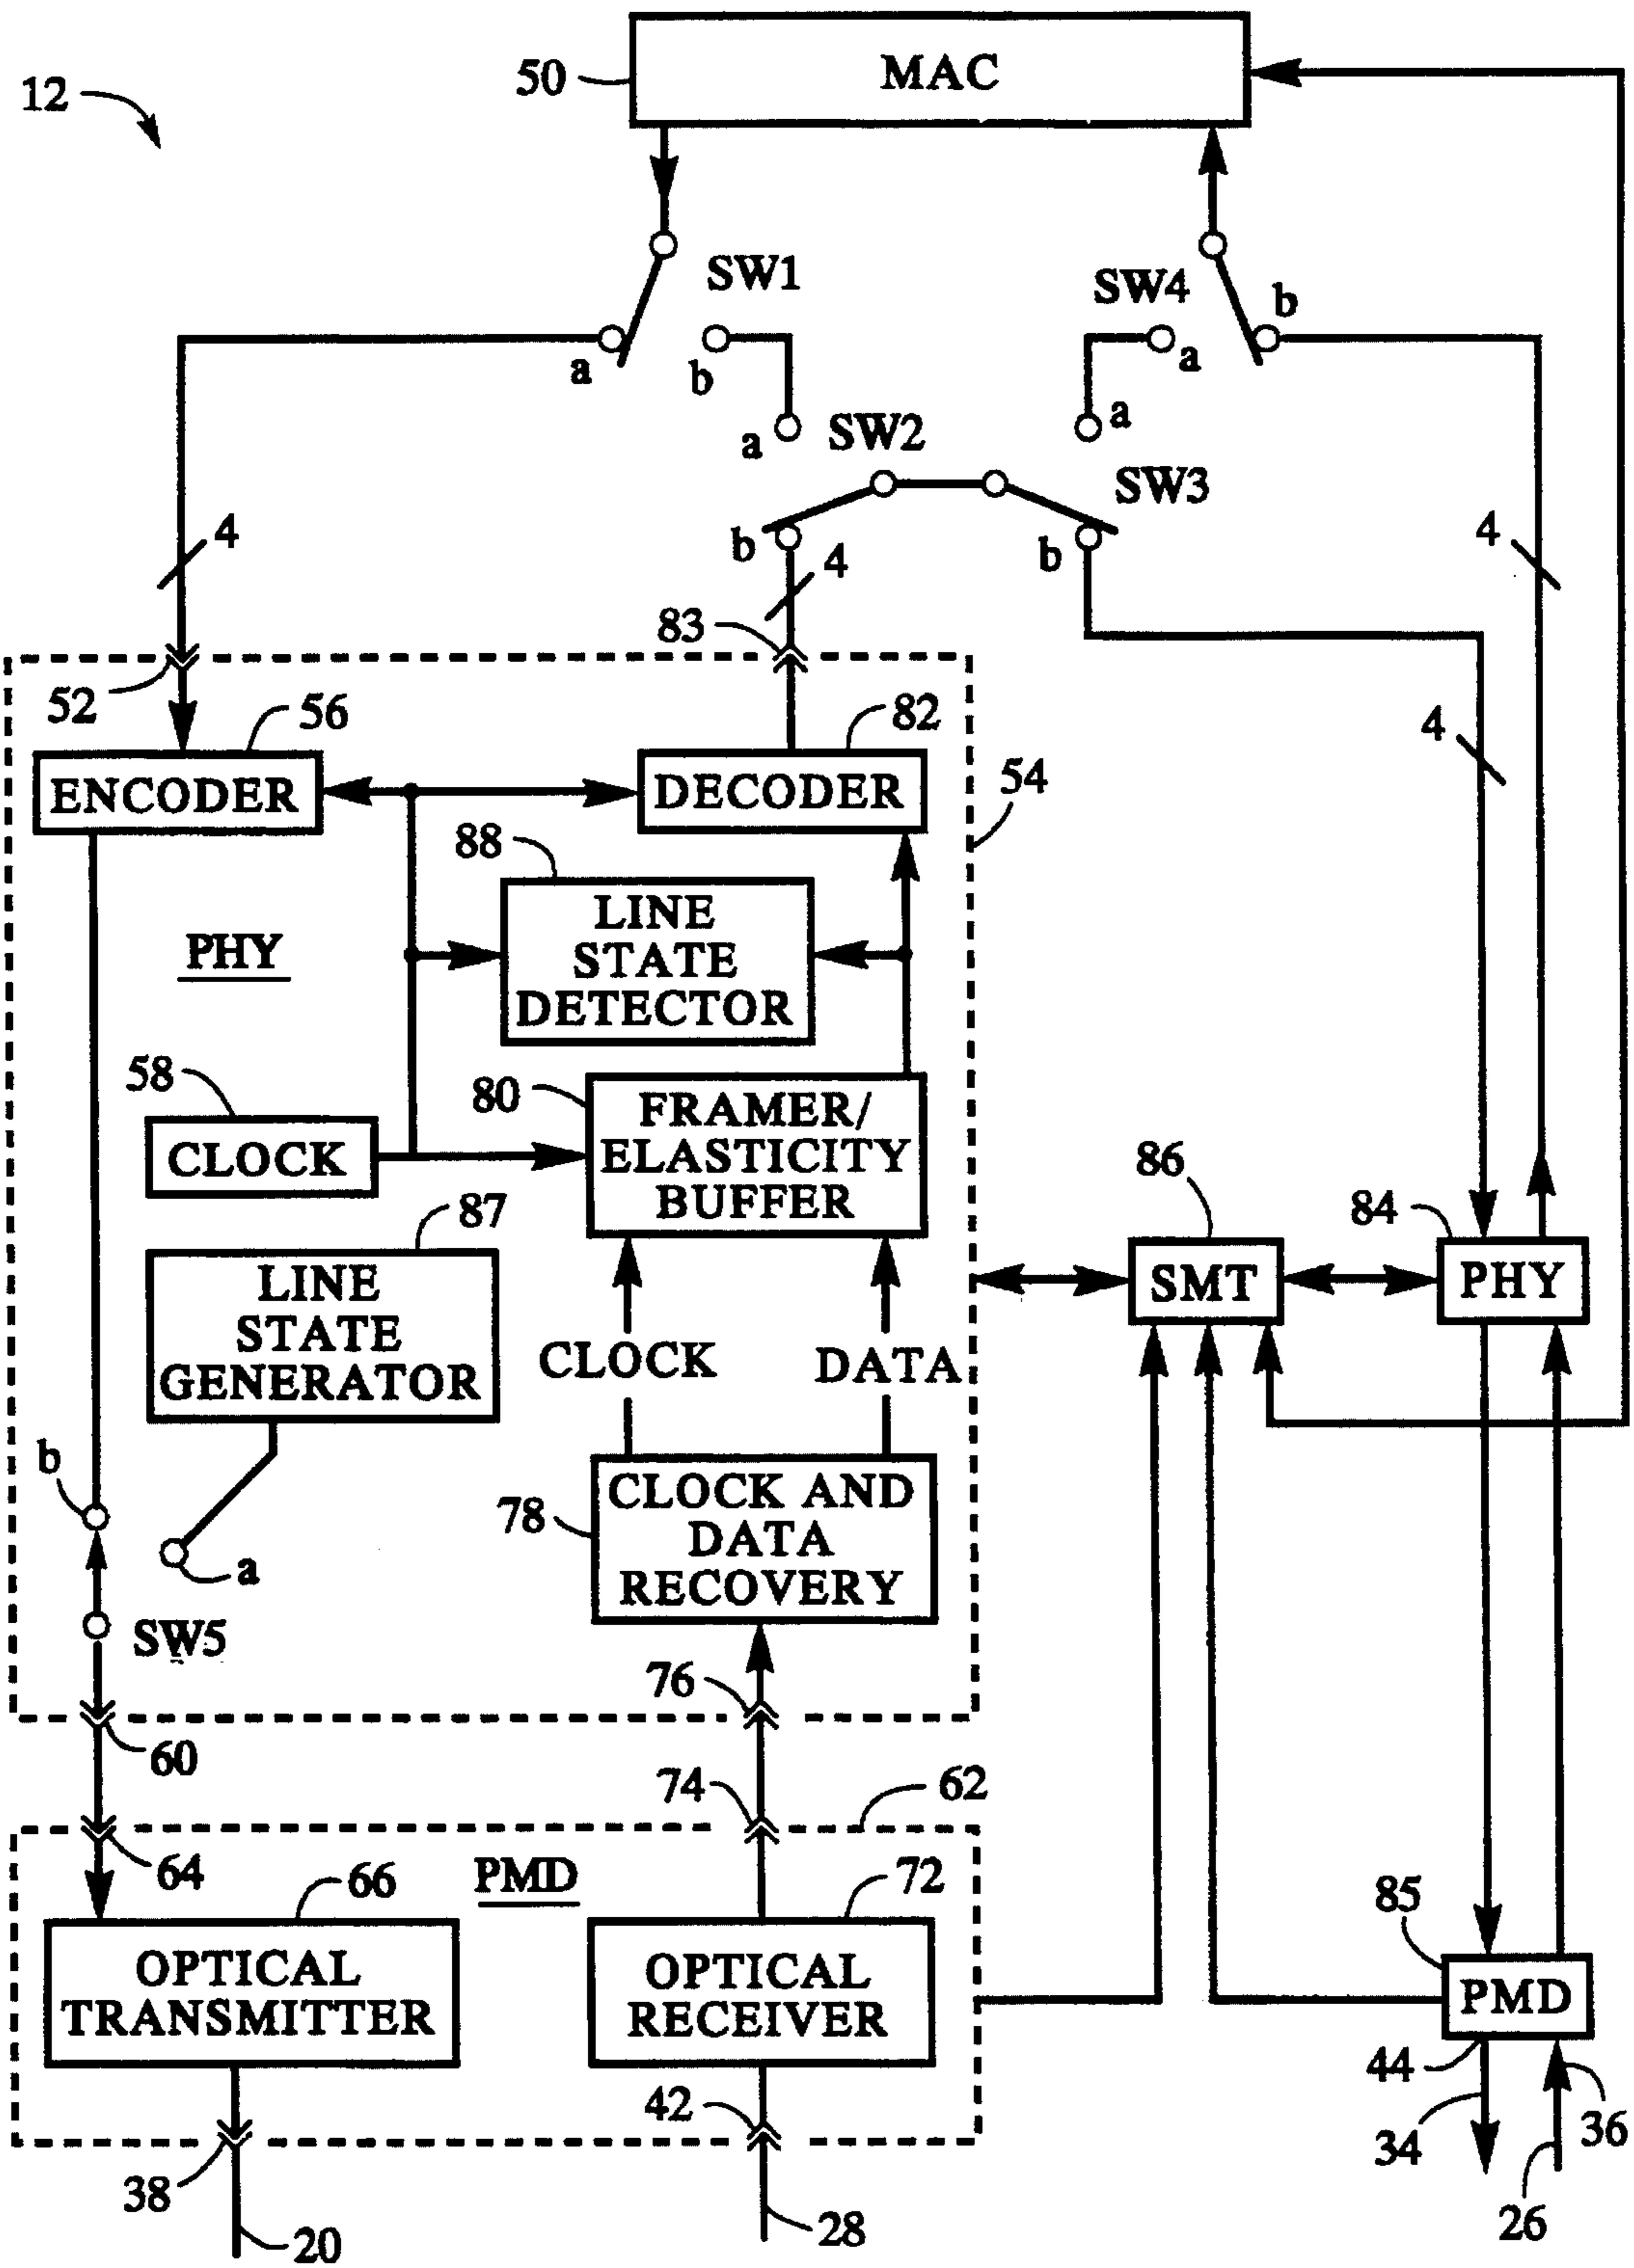 MAC
50
12
SW1
a
b
SW4
b
a
a
SW2
a
SW3
b
b
4
4
4
83
52
56
82
4
54
ENCODER
DECODER
88
LINE
STATE
DETECTOR
PHY
58
80
CLOCK
FRAMER/
ELASTICITY
BUFFER
87
86
84
LINE
STATE
GENERATOR
SMT
PHY
CLOCK
DATA
b
a
78
CLOCK AND
DATA
RECOVERY
SW5
76
60
74
62
64
PMD
66
72
85
OPTICAL
TRANSMITTER
OPTICAL
RECEIVER
PMD
44
42
34
36
38
26
20
28